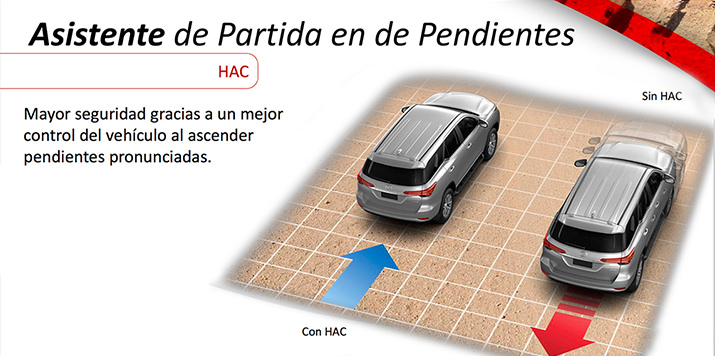 Asistente de Partida en de Pendientes
HAC
Mayor seguridad gracias a un mejor
control del vehículo al ascender
pendientes pronunciadas.
Sin HAC
Con HAC